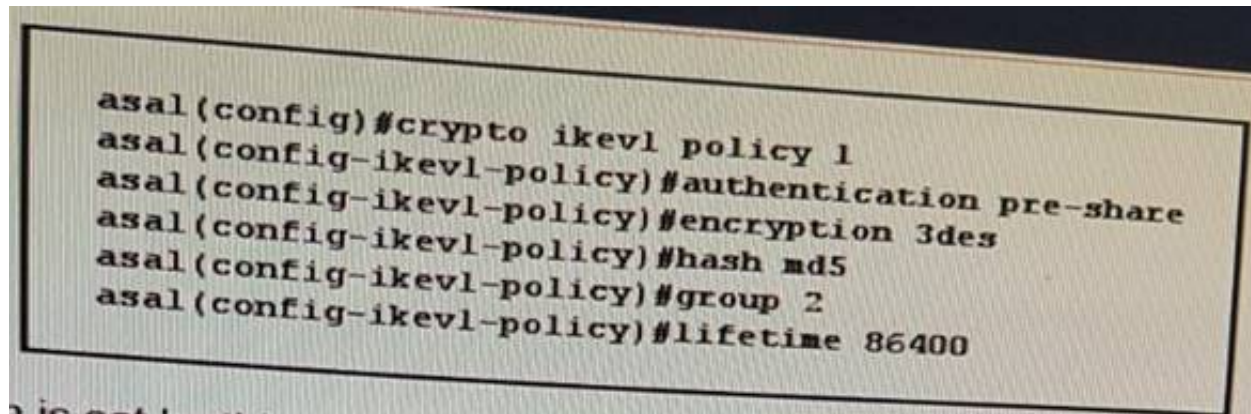 asa1(config)#crypto ikev1 policy 1
asa1(config-ikev1-policy)#authentication pre-share
asa1(config-ikev1-policy)#encryption 3des
asa1(config-ikev1-policy)#hash md5
asa1(config-ikev1-policy)#group 2
asa1(config-ikev1-policy)#lifetime 86400